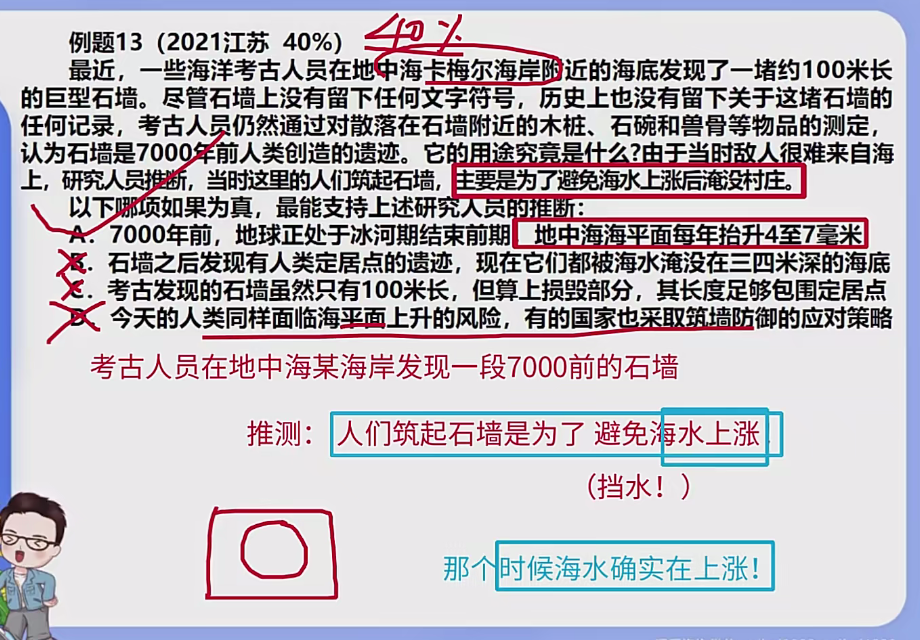 例题13（2021江苏 40%）
40%
最近，一些海洋考古人员在地中海卡梅尔海岸附近的海底发现了一堵约100米长
的巨型石墙。尽管石墙上没有留下任何文字符号，历史上也没有留下关于这堵石墙的
任何记录，考古人员仍然通过对散落在石墙附近的木桩、石碗和兽骨等物品的测定，
认为石墙是7000年前人类创造的遗迹。它的用途究竟是什么?由于当时敌人很难来自海
上，研究人员推断，当时这里的人们筑起石墙，主要是为了避免海水上涨后淹没村庄。
以下哪项如果为真，最能支持上述研究人员的推断：
A. 7000年前，地球正处于冰河期结束前期 地中海海平面每年抬升4至7毫米
B. 石墙之后发现有人类定居点的遗迹，现在它们都被海水淹没在三四米深的海底
C. 考古发现的石墙虽然只有100米长，但算上损毁部分，其长度足够包围定居点
D. 今天的人类同样面临海平面上升的风险，有的国家也采取筑墙防御的应对策略
考古人员在地中海某海岸发现一段7000前的石墙
推测：人们筑起石墙是为了 避免海水上涨
（挡水！）
那个时候海水确实在上涨！